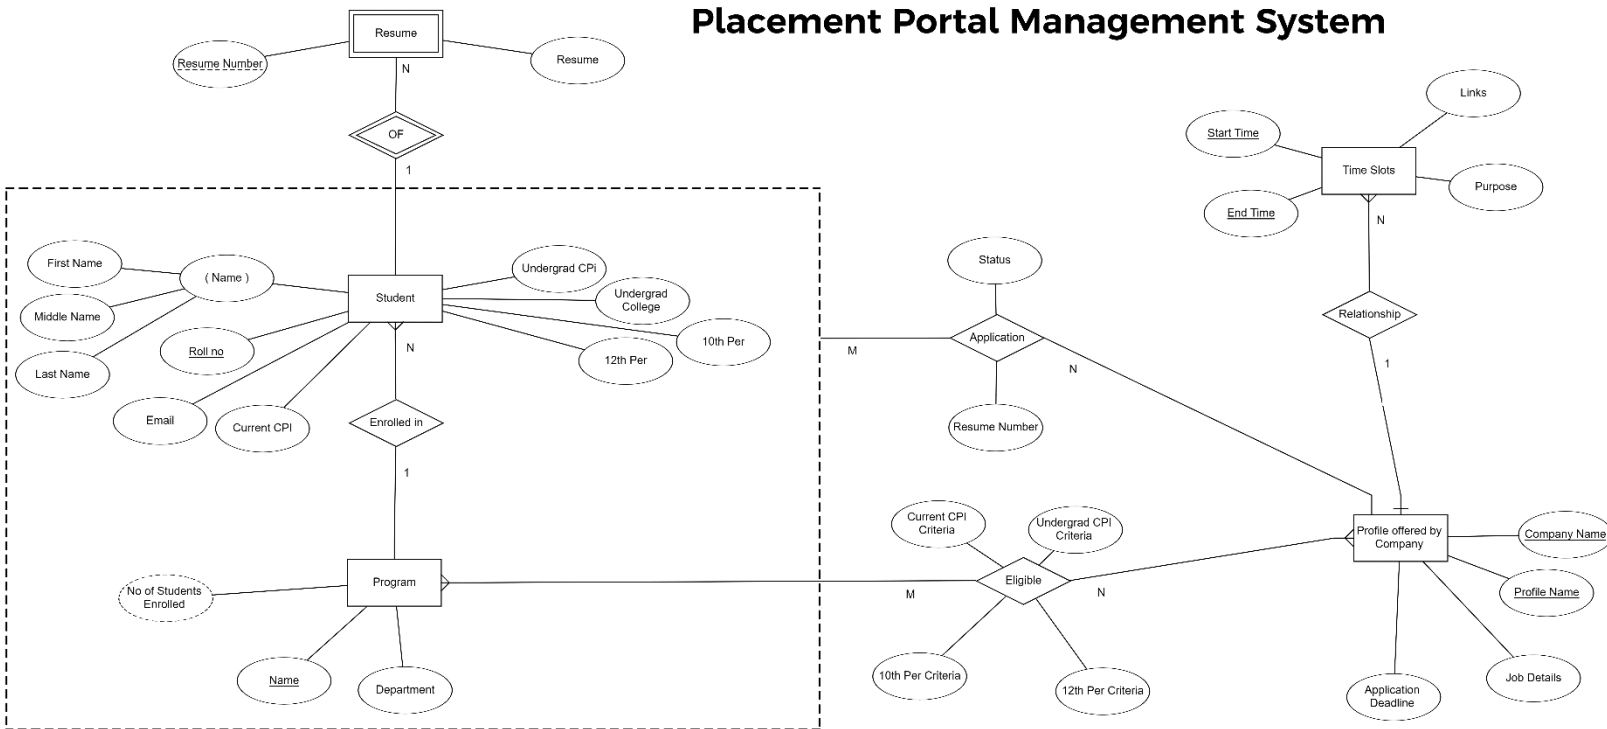 Placement Portal Management System
Resume
Resume Number
Resume
N
OF
1
Links
Start Time
Time Slots
Purpose
End Time
N
First Name
( Name )
Middle Name
Last Name
Student
Undergrad CPi
Undergrad
College
10th Per
12th Per
Roll no
Email
Current CPI
N
Enrolled in
1
Status
Application
M
N
Resume Number
Relationship
1
Current CPI
Criteria
Undergrad CPI
Criteria
Eligible
M
N
10th Per Criteria
12th Per Criteria
Profile offered by
Company
Company Name
Profile Name
Job Details
Application
Deadline
Program
No of Students
Enrolled
Name
Department